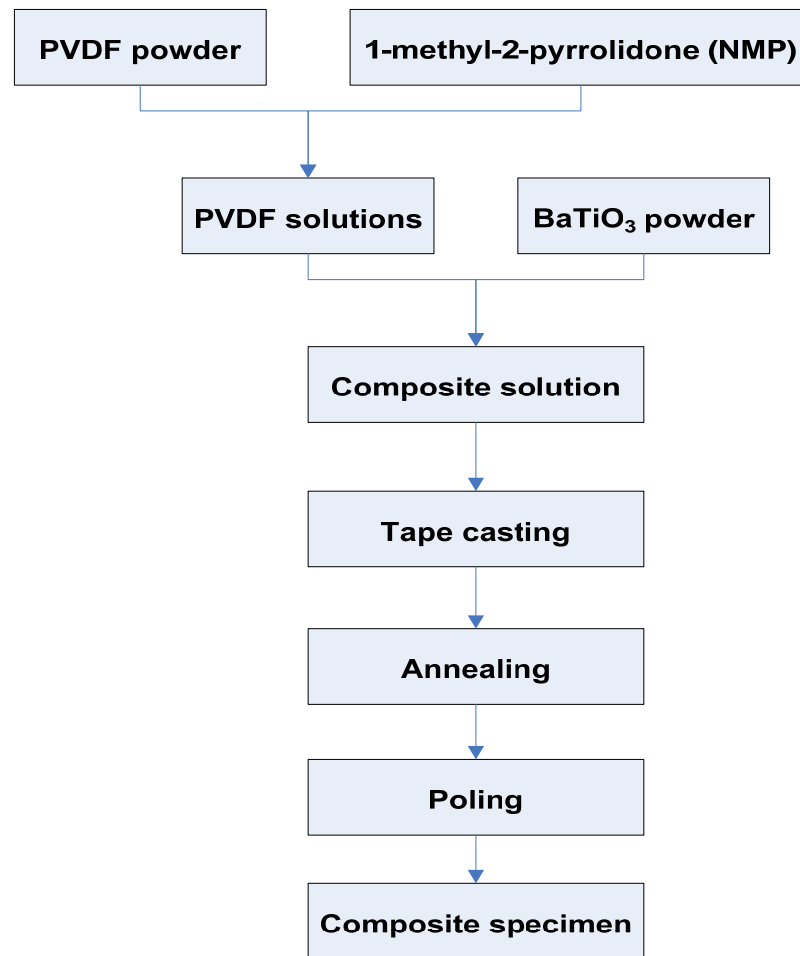 PVDF powder
1-methyl-2-pyrrolidone (NMP)
PVDF solutions
BaTiO₃ powder
Composite solution
Tape casting
Annealing
Poling
Composite specimen